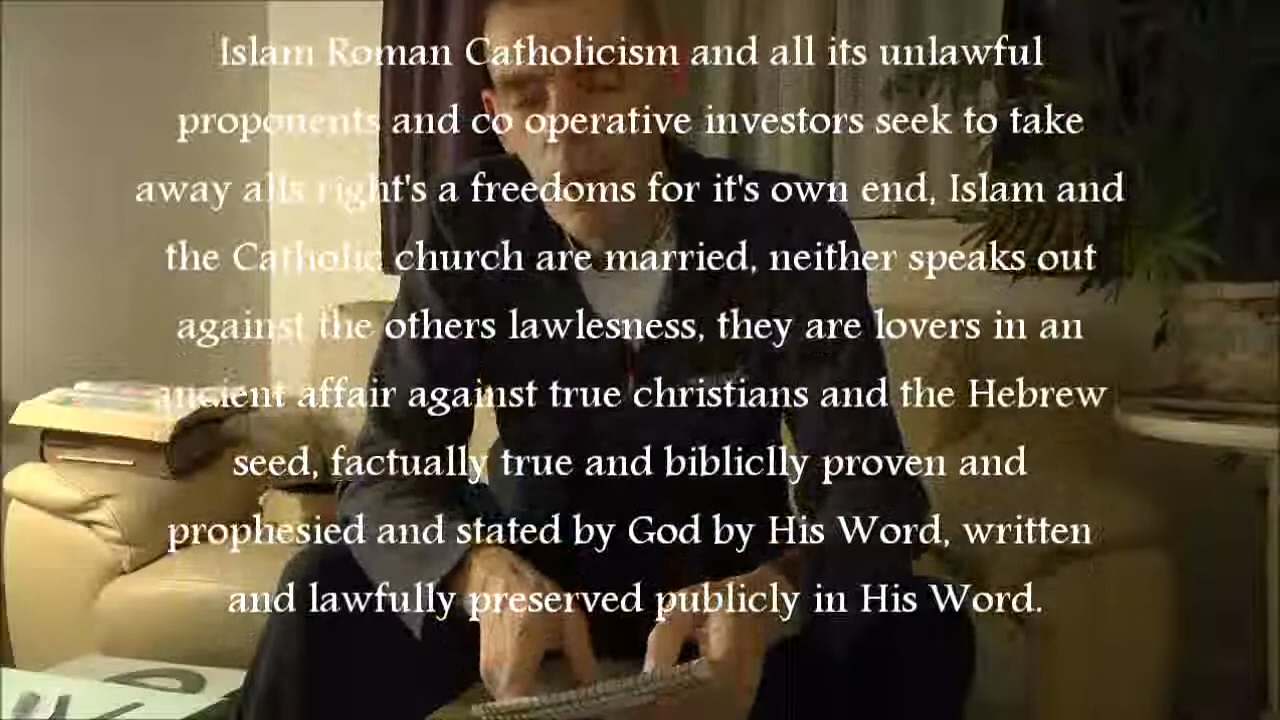 Islam Roman Catholicism and all its unlawful
proponents and co operative investors seek to take
away alls right's a freedoms for it's own end, Islam and
the Catholic church are married, neither speaks out
against the others lawlesness, they are lovers in an
ancient affair against true christians and the Hebrew
seed, factually true and bibliclly proven and
prophesied and stated by God by His Word, written
and lawfully preserved publicly in His Word.